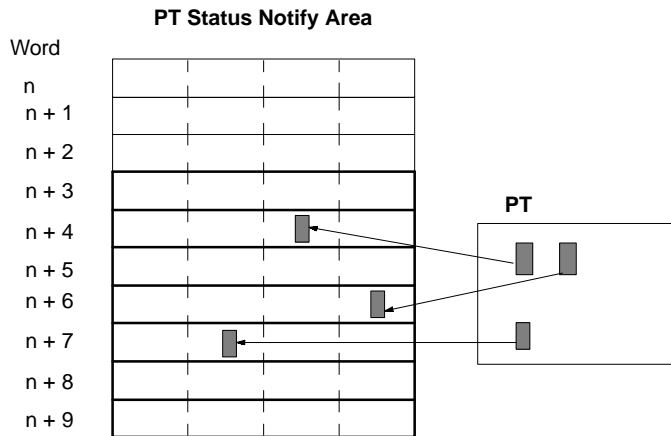 PT Status Notify Area
Word
n
n + 1
n + 2
n + 3
PT
n + 4
n + 5
n + 6
n + 7
n + 8
n + 9